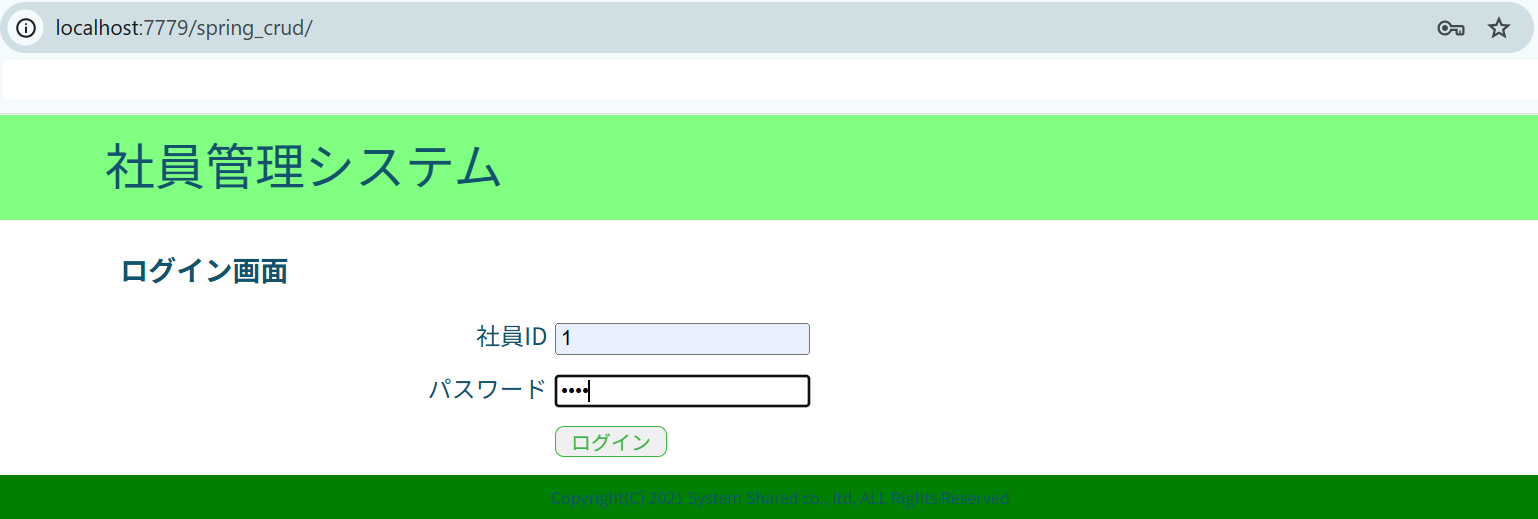 localhost:7779/spring_crud/
社員管理システム
ログイン画面
社員ID 1
パスワード ••••
ログイン
Copyright(C) 2021 System Shared co., ltd, ALL Rights Reserved